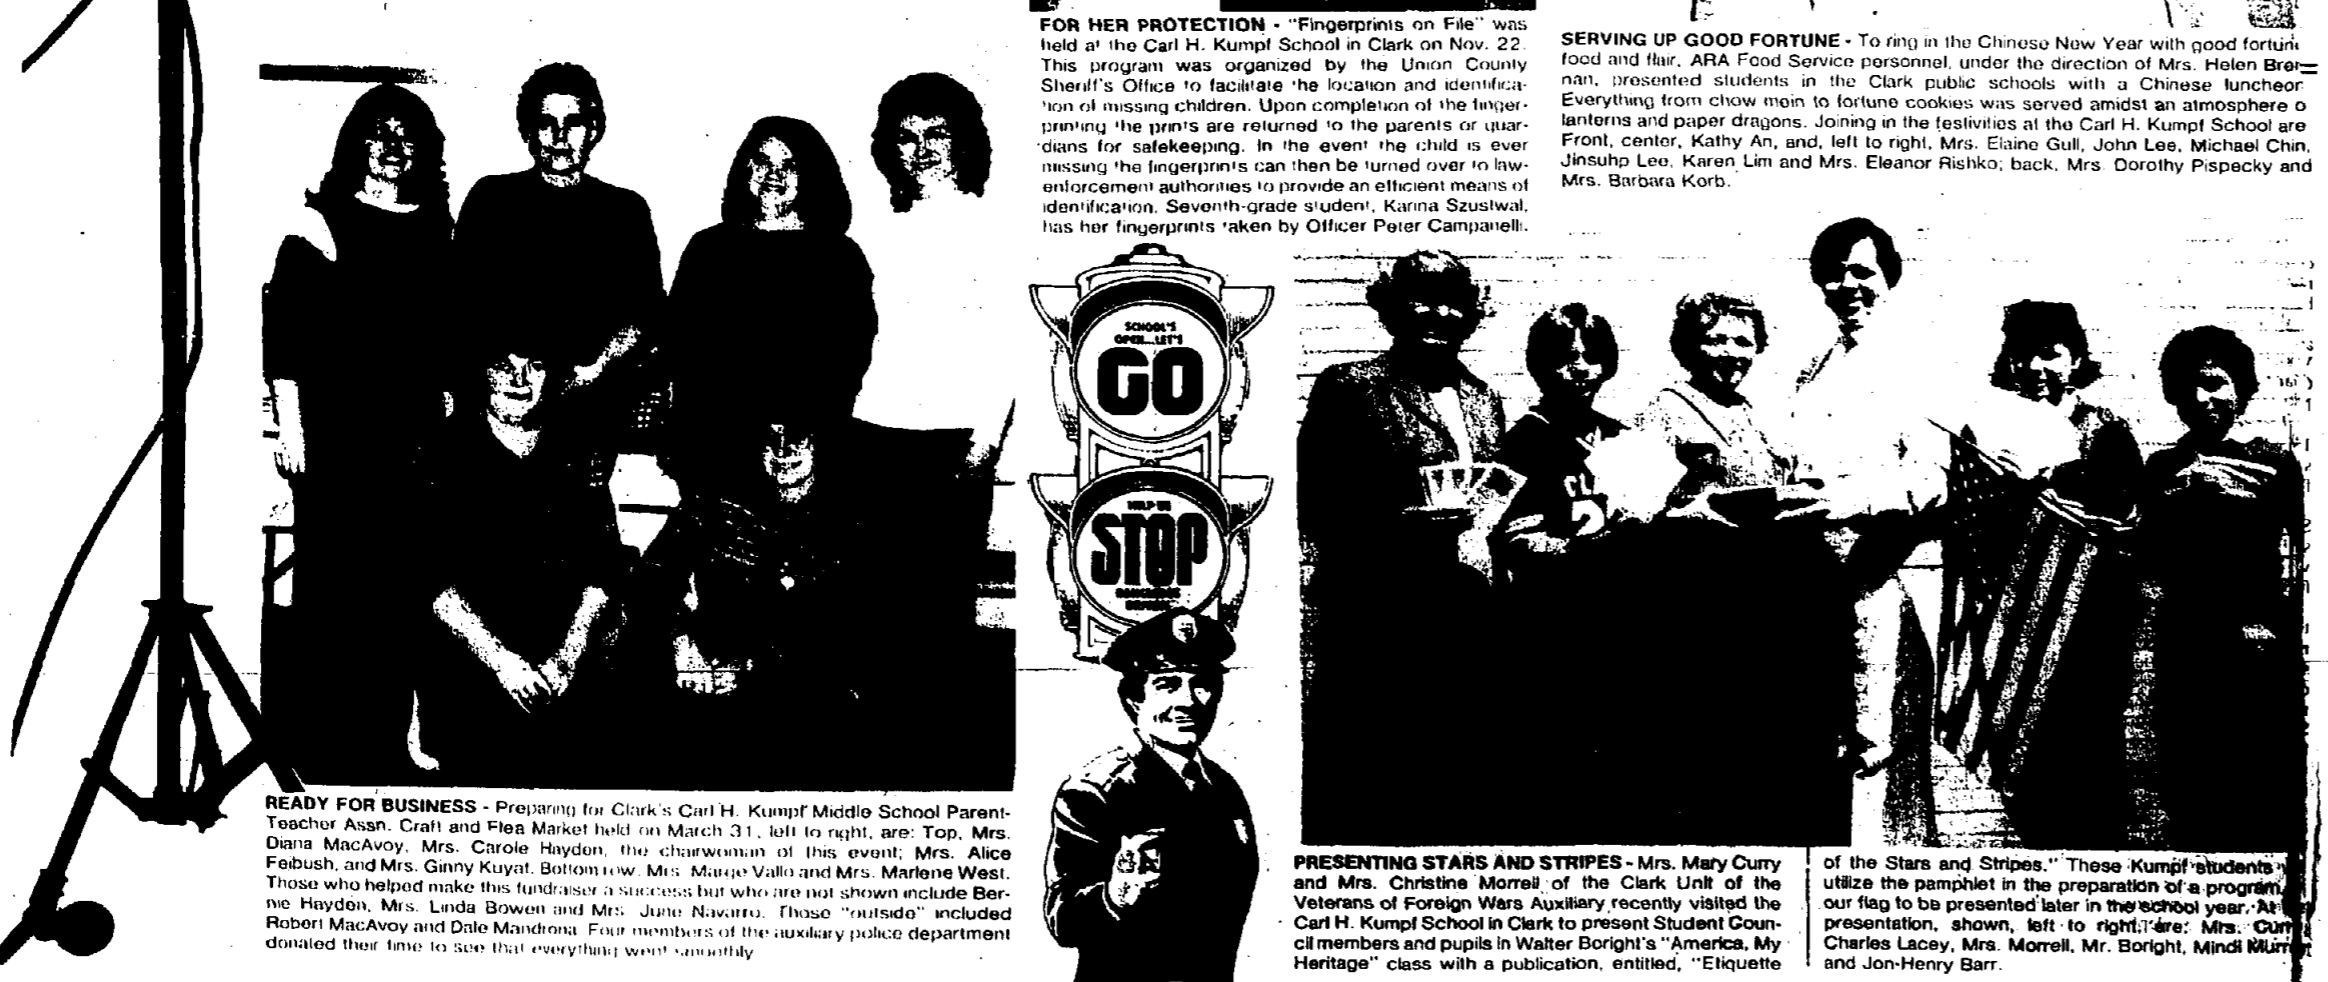 FOR HER PROTECTION - "Fingerprints on File" was
held at the Carl H. Kumpf School in Clark on Nov. 22.
This program was organized by the Union County
Sheriff's Office to facilitate the location and identifica-
tion of missing children. Upon completion of the finger-
printing the prints are returned to the parents or guar-
dians for safekeeping. In the event the child is ever
missing the fingerprints can then be turned over to law-
enforcement authorities to provide an efficient means of
identification. Seventh-grade student, Karina Szustwal,
has her fingerprints taken by Officer Peter Campanelli.
SERVING UP GOOD FORTUNE - To ring in the Chinese New Year with good fortune
food and flair, ARA Food Service personnel, under the direction of Mrs. Helen Bren-
nan, presented students in the Clark public schools with a Chinese luncheon
Everything from chow mein to fortune cookies was served amidst an atmosphere o
lanterns and paper dragons. Joining in the festivities at the Carl H. Kumpf School are
Front, center, Kathy An, and, left to right, Mrs. Elaine Gull, John Lee, Michael Chin,
Jinsuhp Lee, Karen Lim and Mrs. Eleanor Rishko; back, Mrs. Dorothy Pispecky and
Mrs. Barbara Korb.
SCHOOL'S
OPEN...LET'S
GO
HELP US
STOP
READY FOR BUSINESS - Preparing for Clark's Carl H. Kumpf Middle School Parent-
Teacher Assn. Craft and Flea Market held on March 31, left to right, are: Top, Mrs.
Diana MacAvoy, Mrs. Carole Hayden, the chairwoman of this event; Mrs. Alice
Feibush, and Mrs. Ginny Kuyat. Bottom row, Mrs. Marge Vallo and Mrs. Marlene West.
Those who helped make this fundraiser a success but who are not shown include Ber-
nie Hayden, Mrs. Linda Bowen and Mrs. June Navarro. Those "outside" included
Robert MacAvoy and Dale Mandrona. Four members of the auxiliary police department
donated their time to see that everything went smoothly
PRESENTING STARS AND STRIPES - Mrs. Mary Curry
and Mrs. Christine Morrell of the Clark Unit of the
Veterans of Foreign Wars Auxiliary recently visited the
Carl H. Kumpf School in Clark to present Student Coun-
cil members and pupils in Walter Boright's "America, My
Heritage" class with a publication, entitled, "Etiquette
of the Stars and Stripes." These Kumpf students
utilize the pamphlet in the preparation of a program
our flag to be presented later in the school year. At
presentation, shown, left to right, are: Mrs. Curry
Charles Lacey, Mrs. Morrell, Mr. Boright, Mindi
and Jon-Henry Barr.